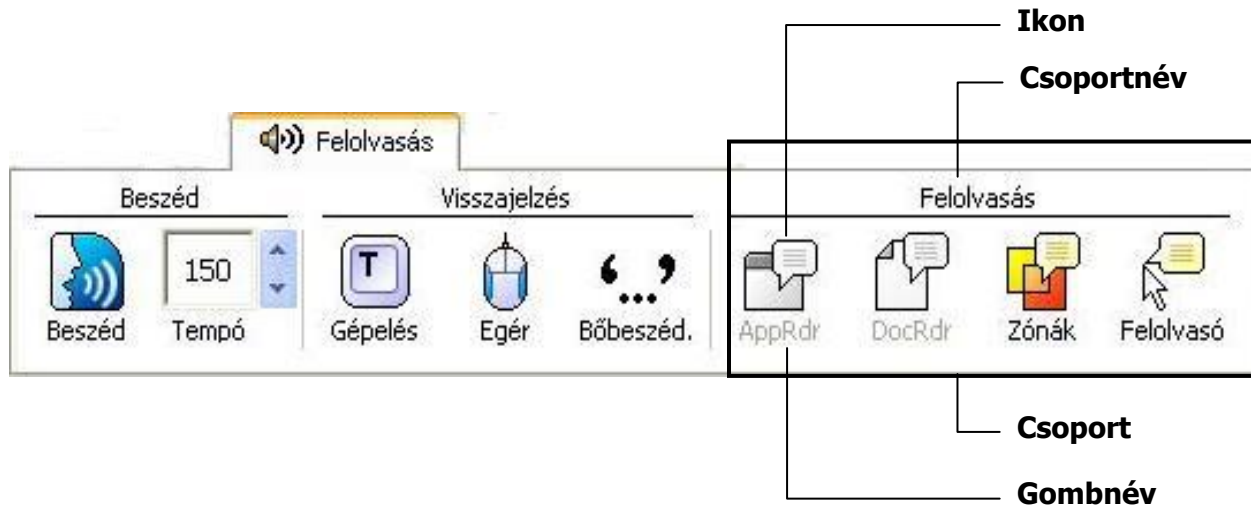 Ikon
Csoportnév
Felolvasás
Beszéd Visszajelzés Felolvasás
T 150
Beszéd Tempó Gépelés Egér Bőbeszéd. AppRdr DocRdr Zónák Felolvasó
Csoport
Gombnév